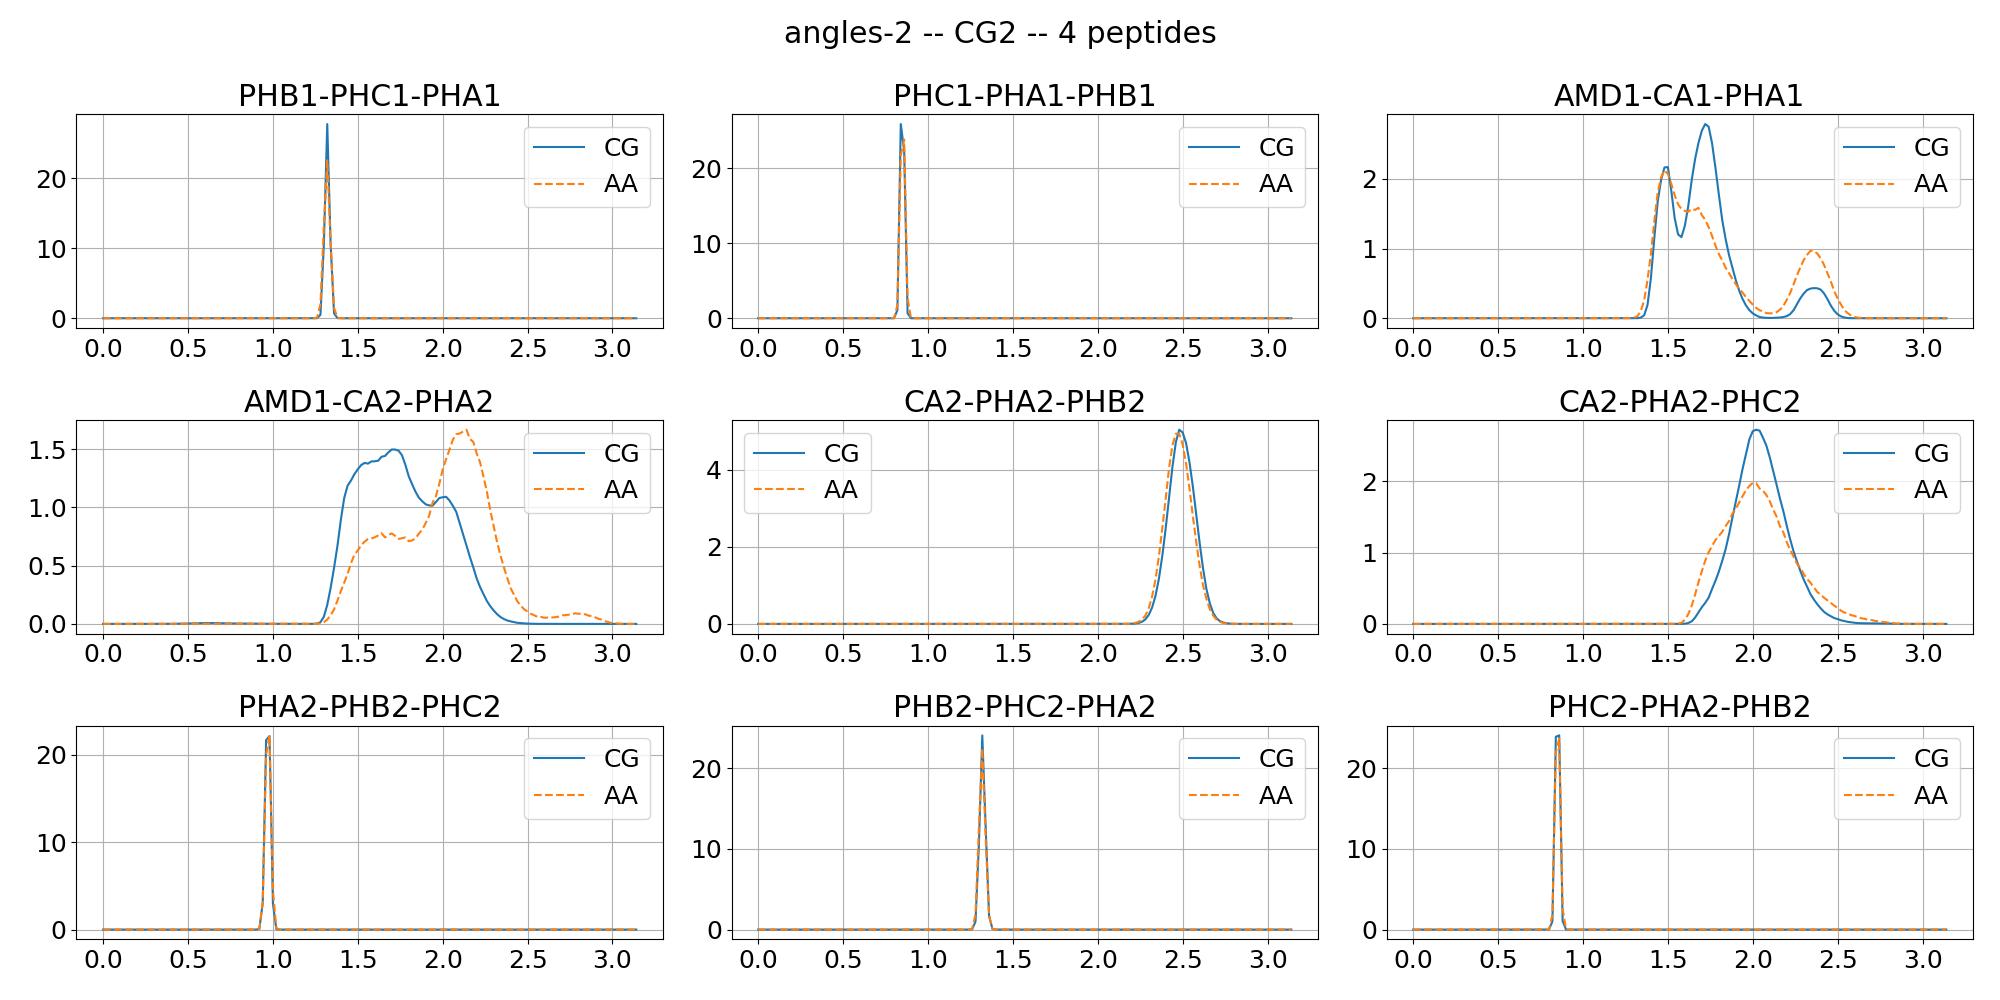 angles-2 -- CG2 -- 4 peptides
PHB1-PHC1-PHA1
20
10
0
0.0 0.5 1.0 1.5 2.0 2.5 3.0
CG
AA
PHC1-PHA1-PHB1
20
10
0
0.0 0.5 1.0 1.5 2.0 2.5 3.0
CG
AA
AMD1-CA1-PHA1
2
1
0
0.0 0.5 1.0 1.5 2.0 2.5 3.0
CG
AA
AMD1-CA2-PHA2
1.5
1.0
0.5
0.0
0.0 0.5 1.0 1.5 2.0 2.5 3.0
CG
AA
CA2-PHA2-PHB2
4
2
0
0.0 0.5 1.0 1.5 2.0 2.5 3.0
CG
AA
CA2-PHA2-PHC2
2
1
0
0.0 0.5 1.0 1.5 2.0 2.5 3.0
CG
AA
PHA2-PHB2-PHC2
20
10
0
0.0 0.5 1.0 1.5 2.0 2.5 3.0
CG
AA
PHB2-PHC2-PHA2
20
10
0
0.0 0.5 1.0 1.5 2.0 2.5 3.0
CG
AA
PHC2-PHA2-PHB2
20
10
0
0.0 0.5 1.0 1.5 2.0 2.5 3.0
CG
AA